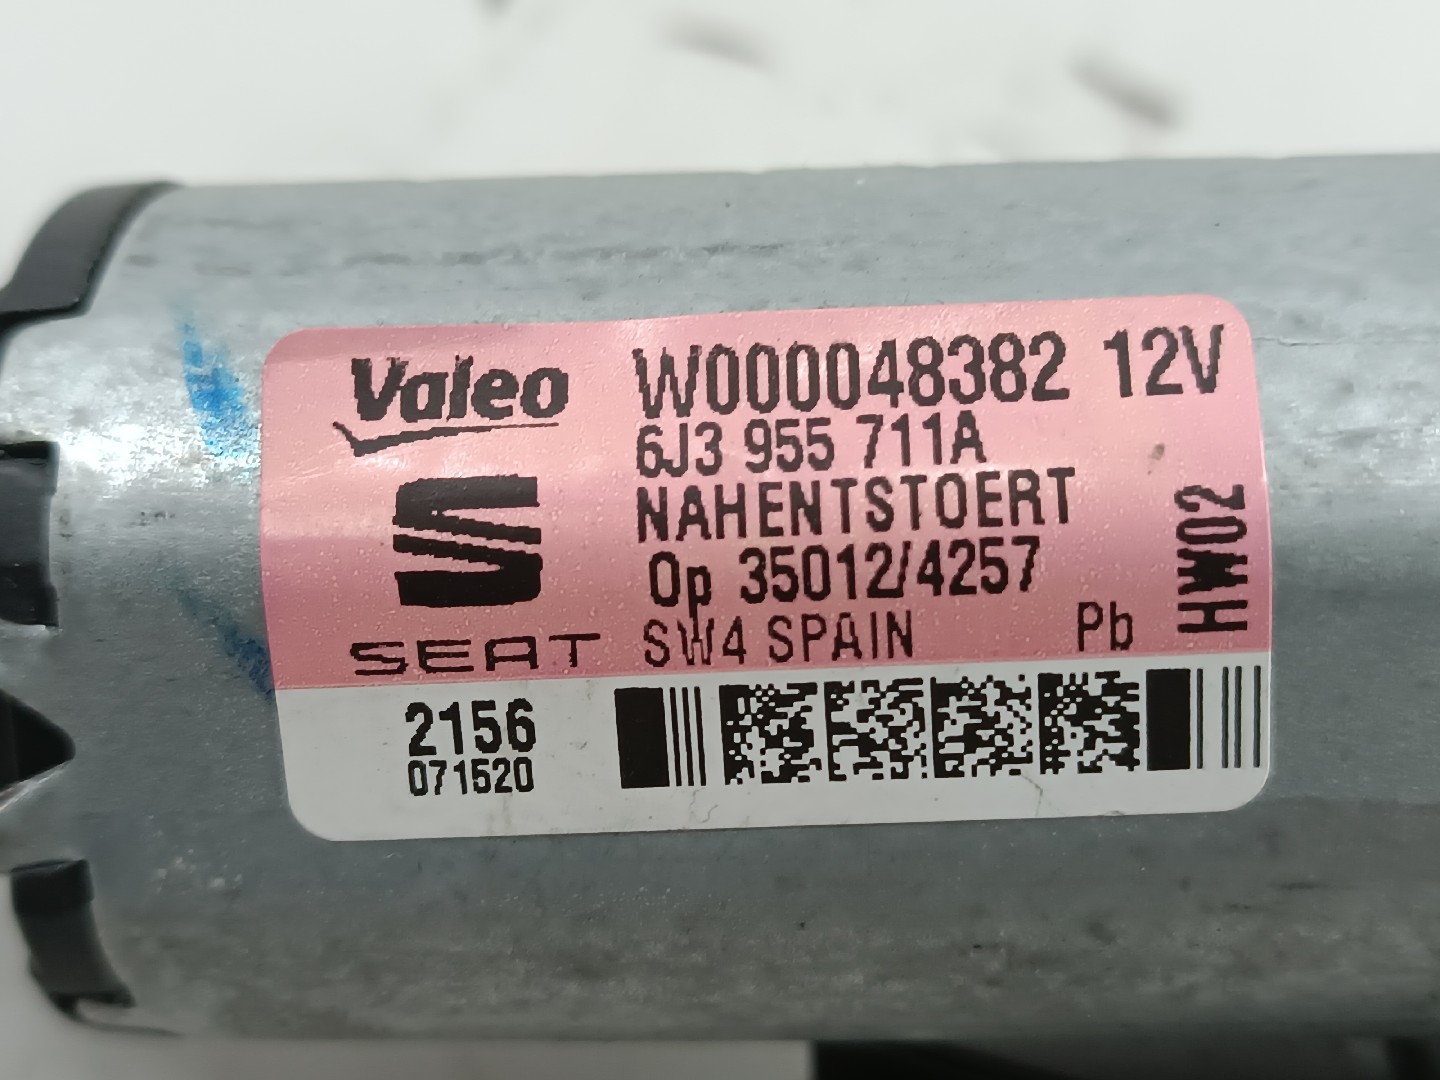 Valeo
W000048382 12V
6J3 955 711A
NAHENTSTOERT
Op 35012/4257
SEAT
SW4 SPAIN
Pb
HW02
2156
071520